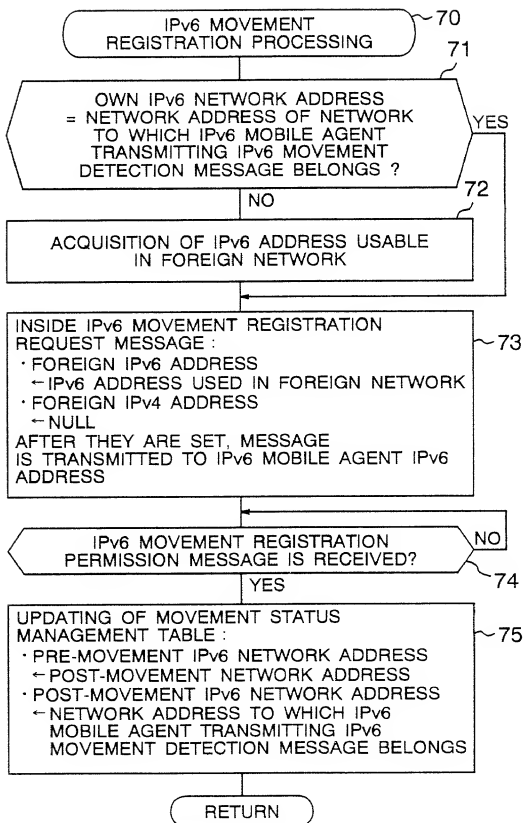 IPv6 MOVEMENT
REGISTRATION PROCESSING
70
71
OWN IPv6 NETWORK ADDRESS
= NETWORK ADDRESS OF NETWORK
TO WHICH IPv6 MOBILE AGENT
TRANSMITTING IPv6 MOVEMENT
DETECTION MESSAGE BELONGS ?
YES
NO
72
ACQUISITION OF IPv6 ADDRESS USABLE
IN FOREIGN NETWORK
INSIDE IPv6 MOVEMENT REGISTRATION
REQUEST MESSAGE :
· FOREIGN IPv6 ADDRESS
← IPv6 ADDRESS USED IN FOREIGN NETWORK
· FOREIGN IPv4 ADDRESS
← NULL
AFTER THEY ARE SET, MESSAGE
IS TRANSMITTED TO IPv6 MOBILE AGENT IPv6
ADDRESS
73
IPv6 MOVEMENT REGISTRATION
PERMISSION MESSAGE IS RECEIVED?
NO
74
YES
UPDATING OF MOVEMENT STATUS
MANAGEMENT TABLE :
· PRE-MOVEMENT IPv6 NETWORK ADDRESS
← POST-MOVEMENT NETWORK ADDRESS
· POST-MOVEMENT IPv6 NETWORK ADDRESS
← NETWORK ADDRESS TO WHICH IPv6
MOBILE AGENT TRANSMITTING IPv6
MOVEMENT DETECTION MESSAGE BELONGS
75
RETURN